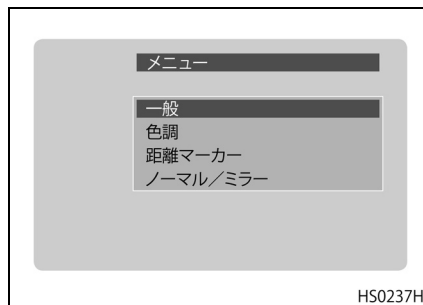 メニュー
一般
色調
距離マーカー
ノーマル／ミラー
HS0237H